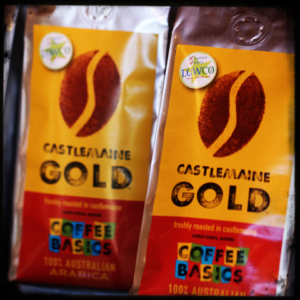 LOWCO
CASTLEMAINE
GOLD
freshly roasted in castlemaine
COFFEE
BASICS
100% AUSTRALIAN
ARABICA
LOWCO
CASTLEMAINE
GOLD
freshly roasted in castlemaine
COFFEE
BASICS
100% AUSTRALIAN